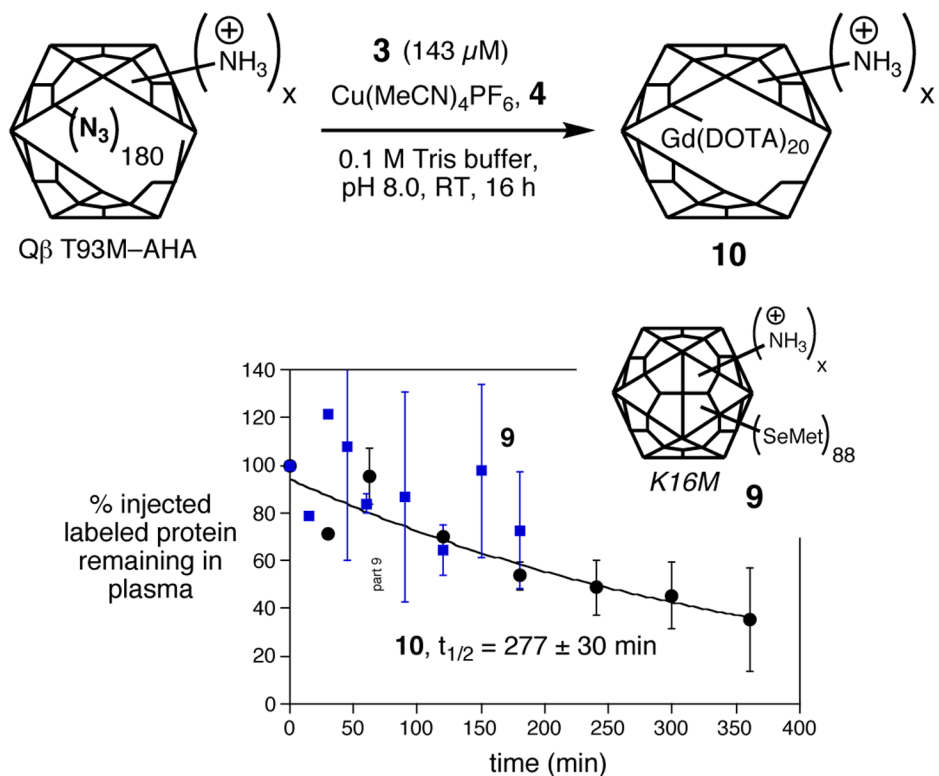 (⊕NH3)x
(N3)180
Qβ T93M–AHA
3 (143 µM)
Cu(MeCN)4PF6, 4
0.1 M Tris buffer,
pH 8.0, RT, 16 h
(⊕NH3)x
Gd(DOTA)20
10
(⊕NH3)x
(SeMet)88
K16M
9
% injected
labeled protein
remaining in
plasma
140
120
100
80
60
40
20
0
9
part 9
10, t1/2 = 277 ± 30 min
0 50 100 150 200 250 300 350 400
time (min)